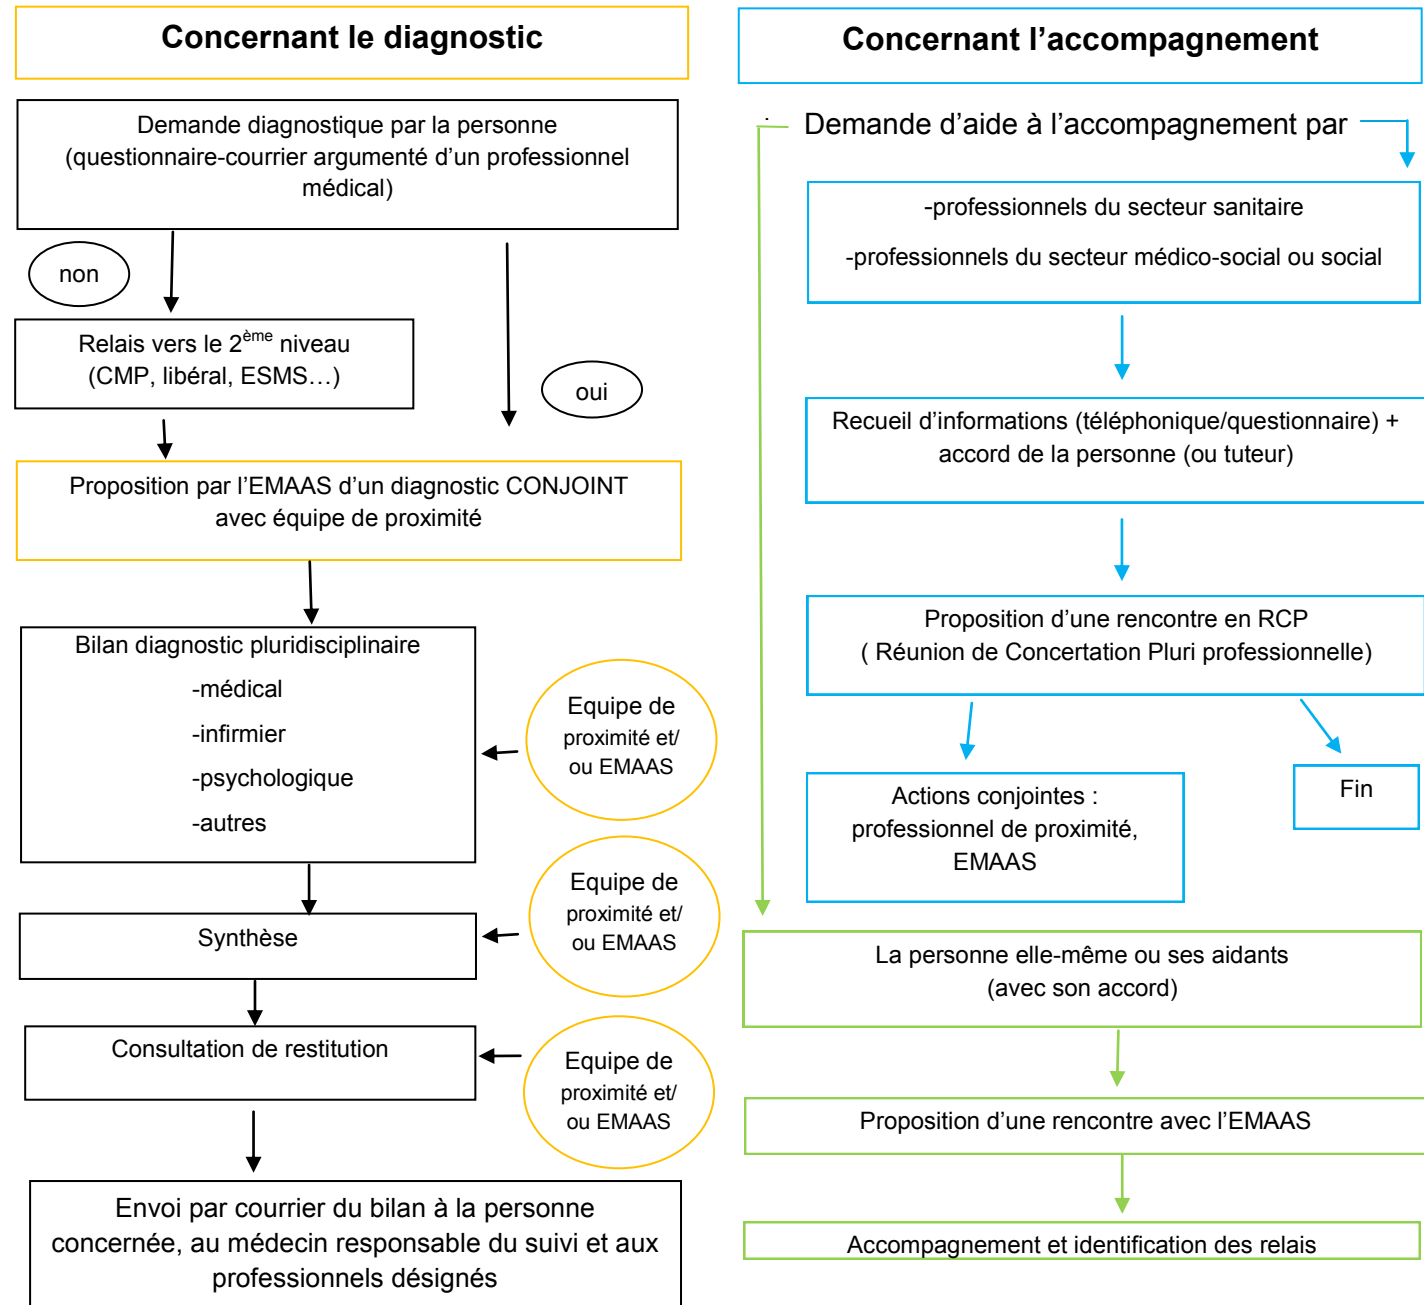 Concernant le diagnostic
Demande diagnostique par la personne
(questionnaire-courrier argumenté d’un professionnel
médical)
non
oui
Relais vers le 2ème niveau
(CMP, libéral, ESMS…)
Proposition par l’EMAAS d’un diagnostic CONJOINT
avec équipe de proximité
Bilan diagnostic pluridisciplinaire
-médical
-infirmier
-psychologique
-autres
Equipe de
proximité et/
ou EMAAS
Synthèse
Equipe de
proximité et/
ou EMAAS
Consultation de restitution
Equipe de
proximité et/
ou EMAAS
Envoi par courrier du bilan à la personne
concernée, au médecin responsable du suivi et aux
professionnels désignés
Concernant l’accompagnement
. Demande d’aide à l’accompagnement par
-professionnels du secteur sanitaire
-professionnels du secteur médico-social ou social
Recueil d’informations (téléphonique/questionnaire) +
accord de la personne (ou tuteur)
Proposition d’une rencontre en RCP
( Réunion de Concertation Pluri professionnelle)
Actions conjointes :
professionnel de proximité,
EMAAS
Fin
La personne elle-même ou ses aidants
(avec son accord)
Proposition d’une rencontre avec l’EMAAS
Accompagnement et identification des relais